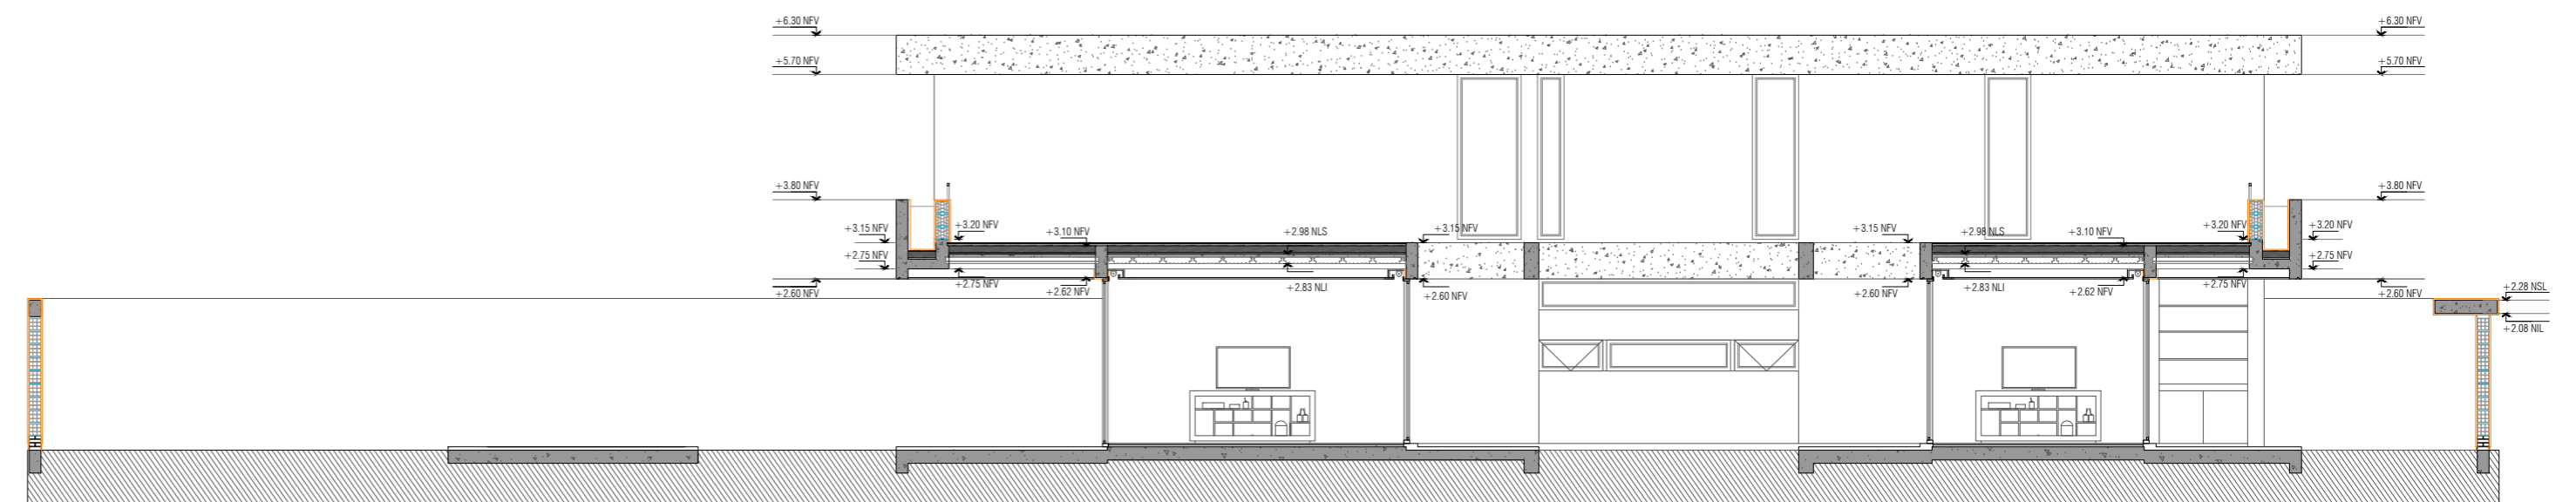 +6.30 NFV
+6.30 NFV
+5.70 NFV
+5.70 NFV
+3.80 NFV
+3.80 NFV
+3.15 NFV
+3.20 NFV
+3.10 NFV
+2.98 NLS
+3.15 NFV
+3.15 NFV
+2.98 NLS
+3.10 NFV
+3.20 NFV
+3.20 NFV
+2.75 NFV
+2.75 NFV
+2.60 NFV
+2.75 NFV
+2.62 NFV
+2.83 NLI
+2.60 NFV
+2.60 NFV
+2.83 NLI
+2.62 NFV
+2.75 NFV
+2.60 NFV
+2.28 NSL
+2.08 NIL